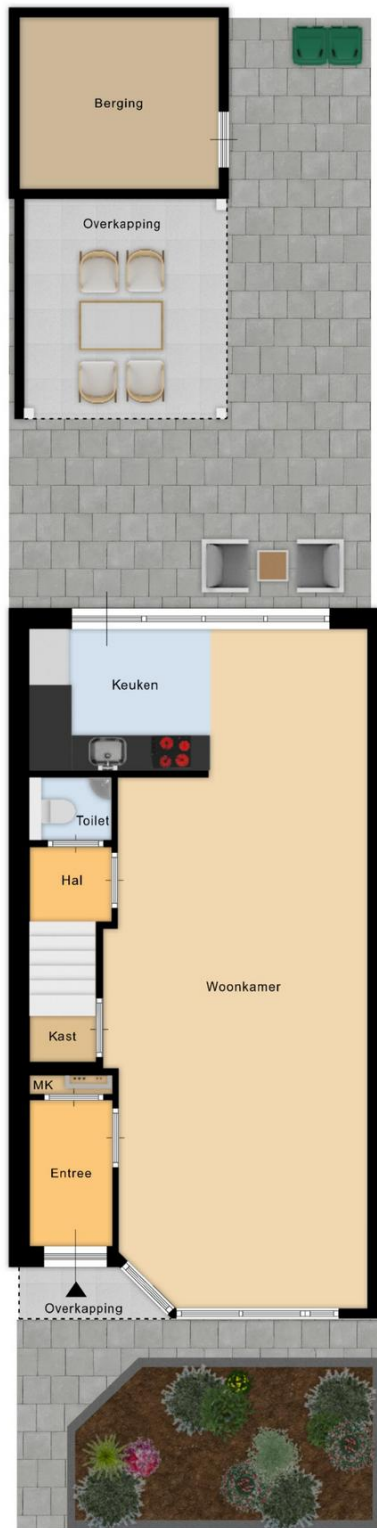 Berging
Overkapping
Keuken
Toilet
Hal
Woonkamer
Kast
MK
Entree
Overkapping